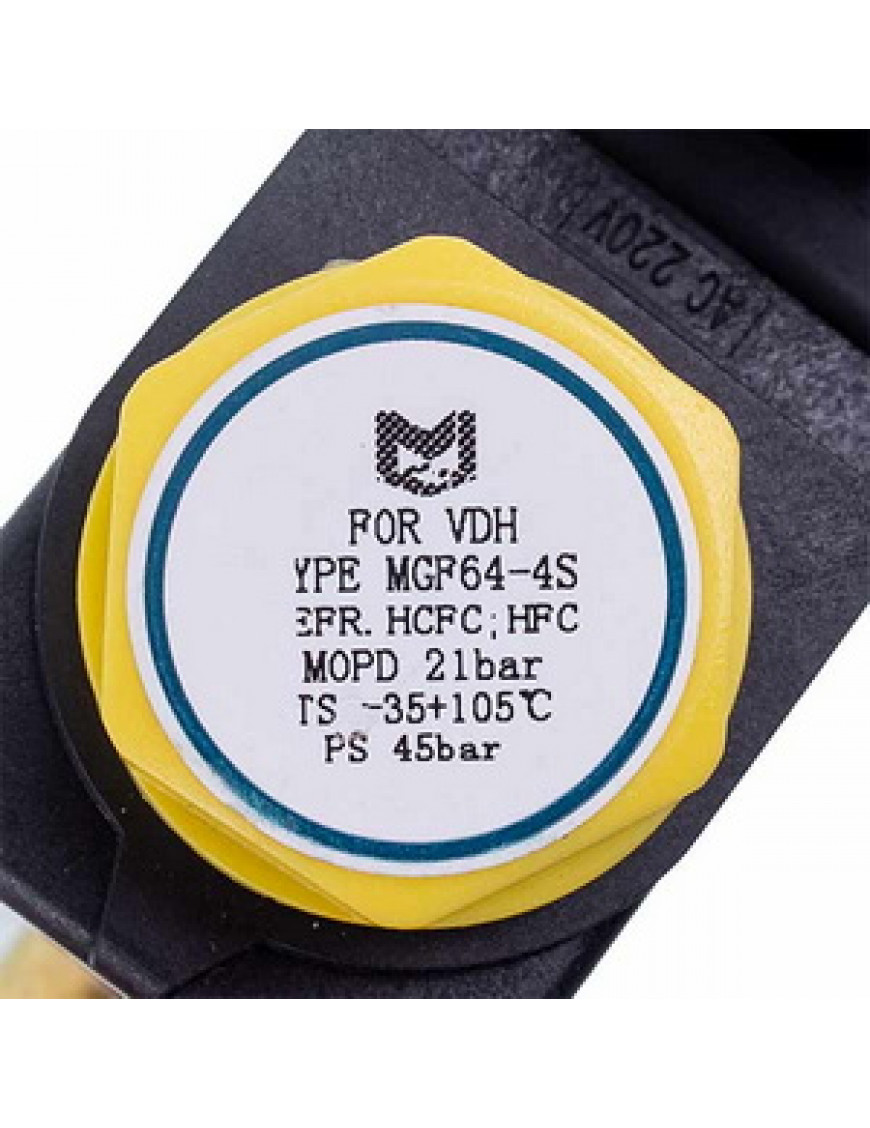 FOR VDH
YPE MGF64-4S
EFR. HCFC; HFC
MOPD 21bar
TS -35+105℃
PS 45bar
AC 220V